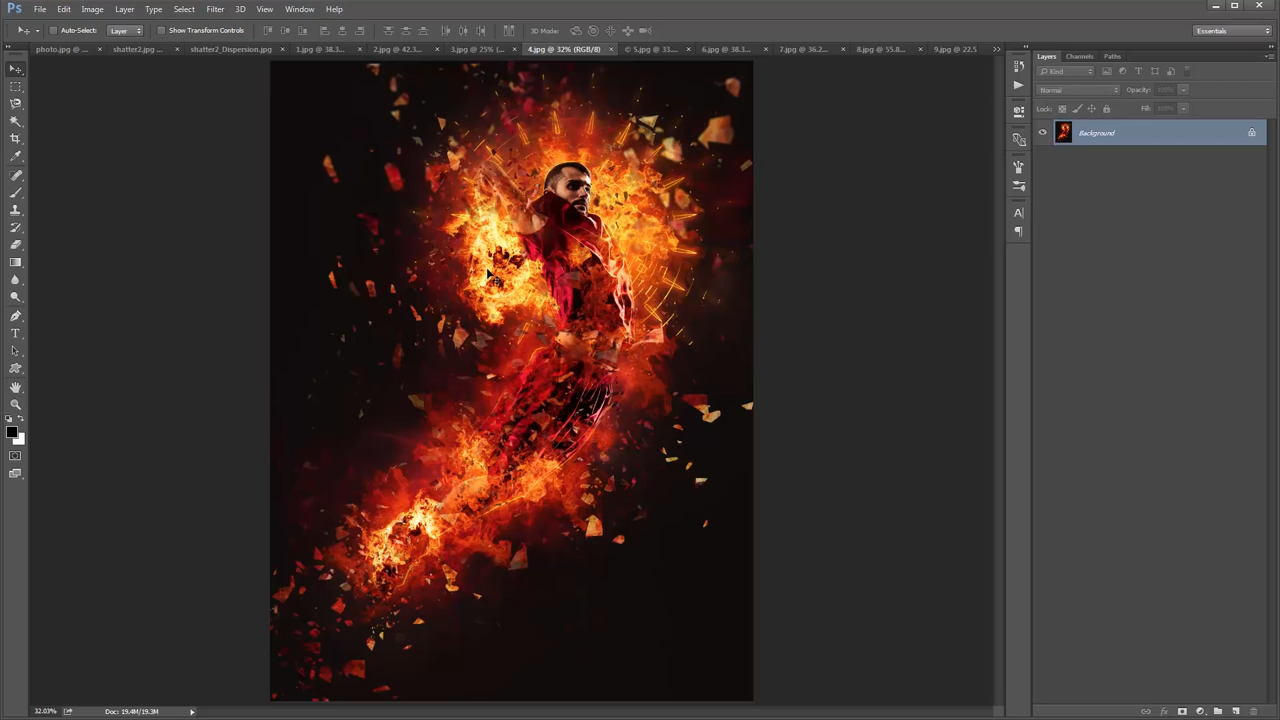 Ps File Edit Image Layer Type Select Filter 3D View Window Help
Auto-Select: Layer Show Transform Controls 3D Mode: Essentials
photo.jpg @ ... × shatter2.jpg ... × shatter2_Dispersion.jpg × 1.jpg @ 38.3... × 2.jpg @ 42.3... × 3.jpg @ 25% (... × 4.jpg @ 32% (RGB/8) × © 5.jpg @ 33.... × 6.jpg @ 38.3... × 7.jpg @ 36.2... × 8.jpg @ 55.8... × 9.jpg @ 22.5 >>
Layers Channels Paths
Kind
Normal Opacity: 100%
Lock: Fill: 100%
Background
32.03% Doc: 19.4M/19.3M